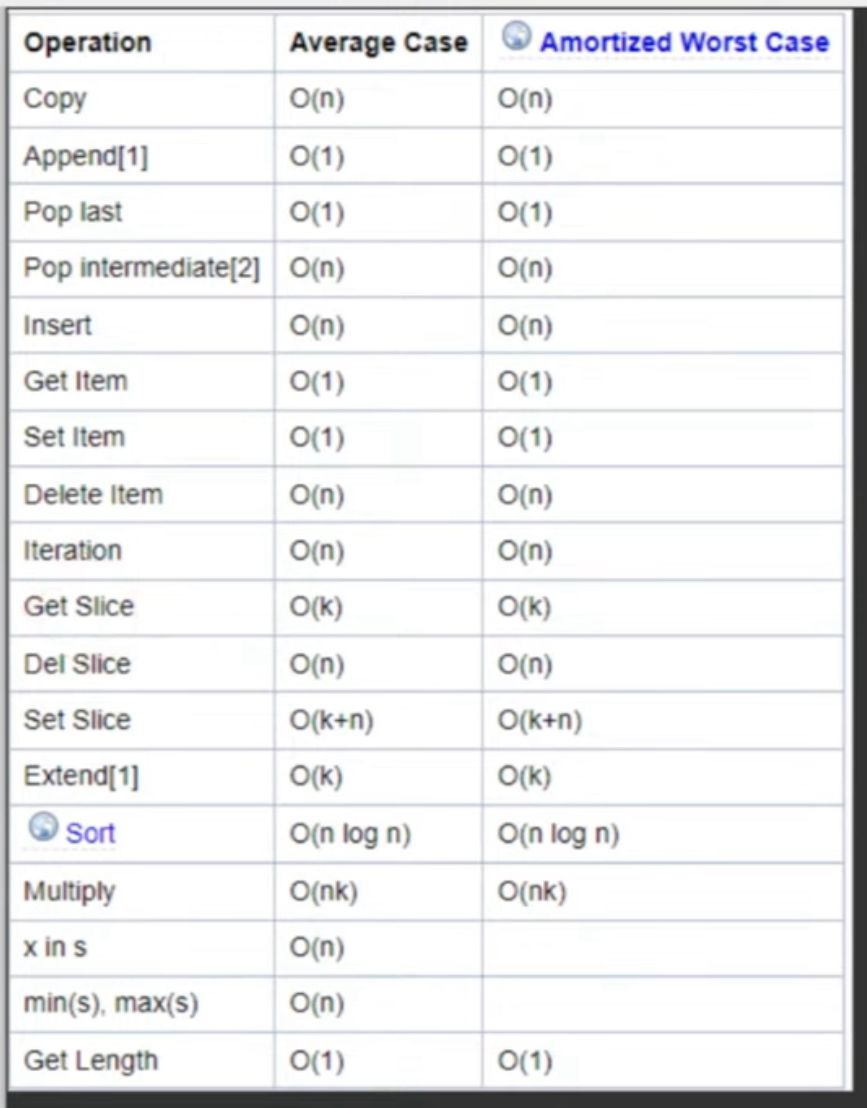 Operation Average Case Amortized Worst Case
Copy O(n) O(n)
Append[1] O(1) O(1)
Pop last O(1) O(1)
Pop intermediate[2] O(n) O(n)
Insert O(n) O(n)
Get Item O(1) O(1)
Set Item O(1) O(1)
Delete Item O(n) O(n)
Iteration O(n) O(n)
Get Slice O(k) O(k)
Del Slice O(n) O(n)
Set Slice O(k+n) O(k+n)
Extend[1] O(k) O(k)
Sort O(n log n) O(n log n)
Multiply O(nk) O(nk)
x in s O(n)
min(s), max(s) O(n)
Get Length O(1) O(1)